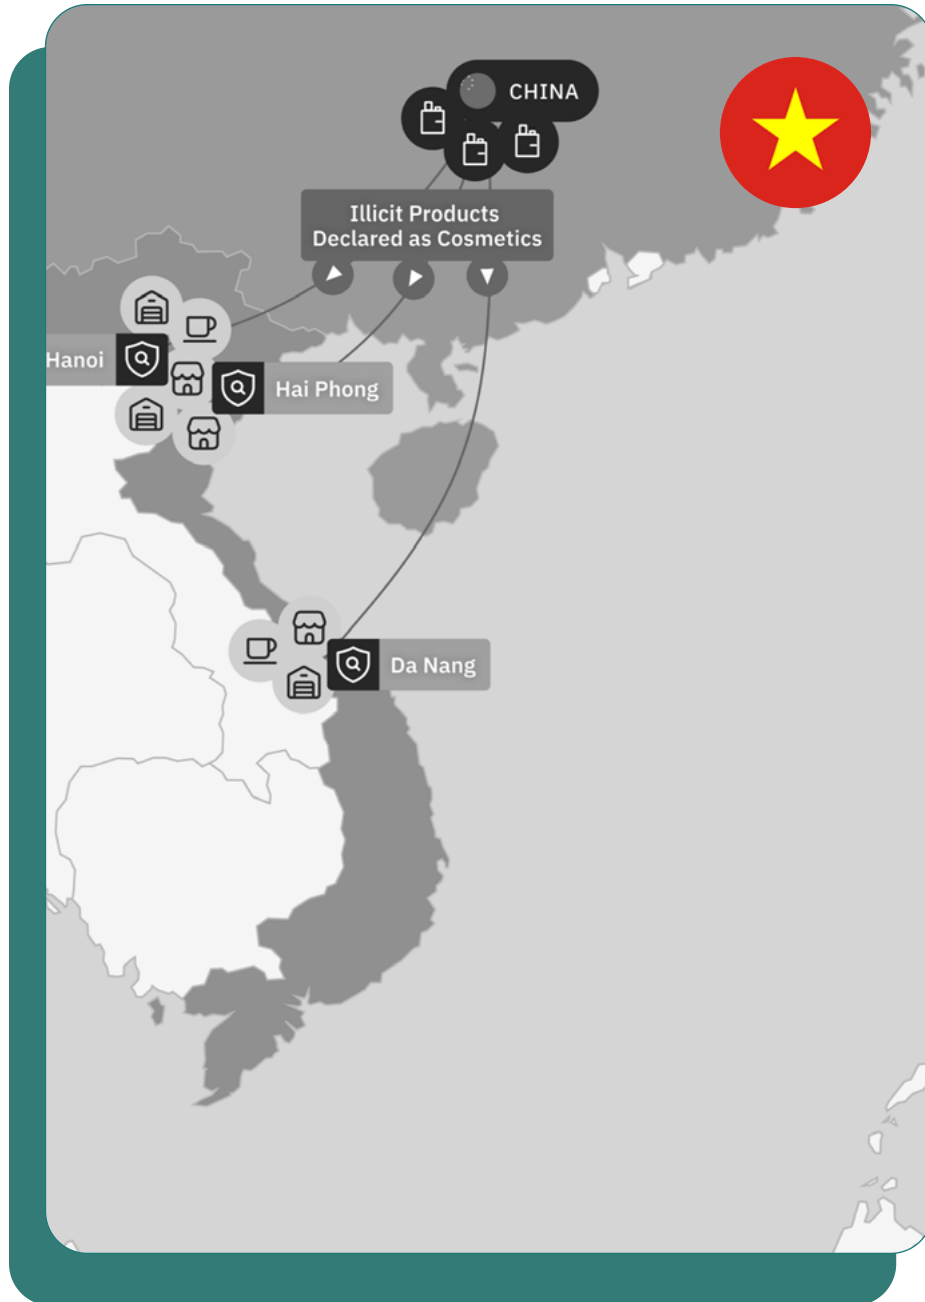 CHINA
Illicit Products
Declared as Cosmetics
Hanoi
Hai Phong
Da Nang